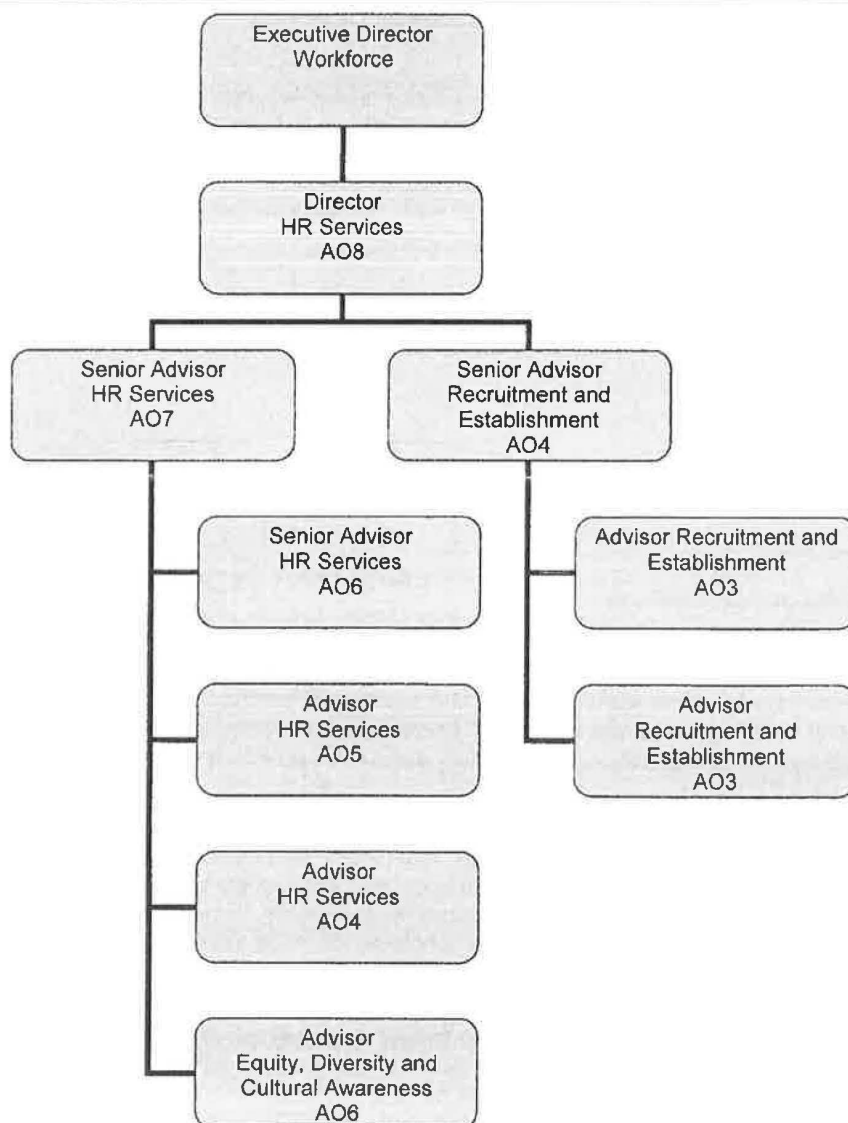 Executive Director
Workforce
Director
HR Services
AO8
Senior Advisor
HR Services
AO7
Senior Advisor
Recruitment and
Establishment
AO4
Senior Advisor
HR Services
AO6
Advisor Recruitment and
Establishment
AO3
Advisor
HR Services
AO5
Advisor
Recruitment and
Establishment
AO3
Advisor
HR Services
AO4
Advisor
Equity, Diversity and
Cultural Awareness
AO6